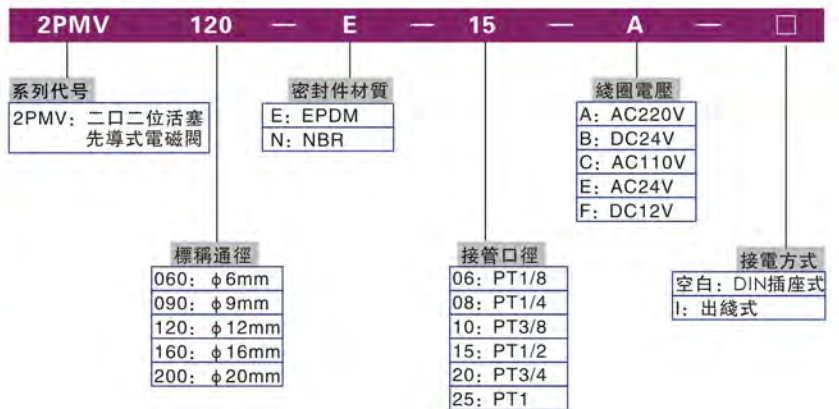 2PMV 120 — E — 15 — A — □
系列代号
2PMV：二口二位活塞
先導式電磁閥
密封件材質
E：EPDM
N：NBR
綫圈電壓
A：AC220V
B：DC24V
C：AC110V
E：AC24V
F：DC12V
標稱通徑
060：ϕ6mm
090：ϕ9mm
120：ϕ12mm
160：ϕ16mm
200：ϕ20mm
接管口徑
06：PT1/8
08：PT1/4
10：PT3/8
15：PT1/2
20：PT3/4
25：PT1
接電方式
空白：DIN插座式
I：出綫式